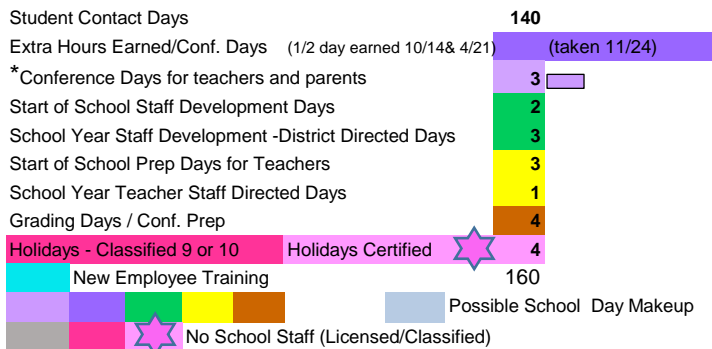 Student Contact Days 140
Extra Hours Earned/Conf. Days (1/2 day earned 10/14& 4/21) (taken 11/24)
*Conference Days for teachers and parents 3
Start of School Staff Development Days 2
School Year Staff Development -District Directed Days 3
Start of School Prep Days for Teachers 3
School Year Teacher Staff Directed Days 1
Grading Days / Conf. Prep 4
Holidays - Classified 9 or 10 Holidays Certified 4
New Employee Training 160
Possible School Day Makeup
No School Staff (Licensed/Classified)